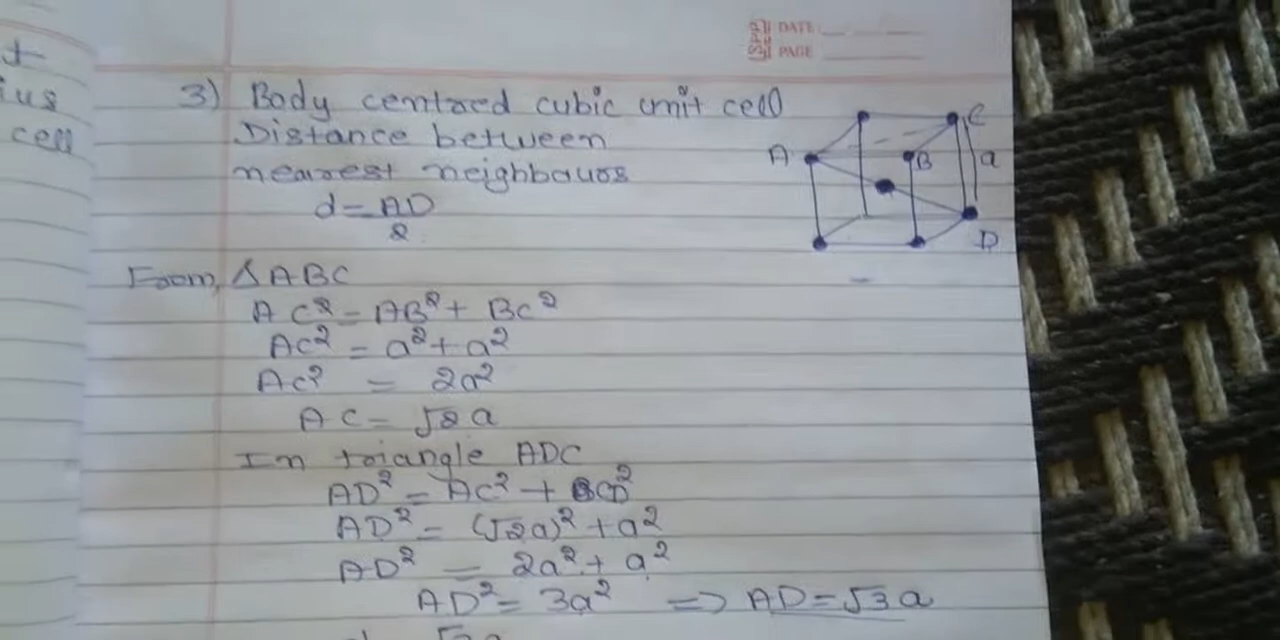 DATE:
PAGE
t
ius
cell
3) Body centred cubic unit cell
Distance between
nearest neighbours
d = AD
2
A
B
C
a
D
From, ΔABC
AC² = AB² + BC²
AC² = a² + a²
AC² = 2a²
AC = √2 a
In triangle ADC
AD² = AC² + CD²
AD² = (√2a)² + a²
AD² = 2a² + a²
AD² = 3a² => AD = √3 a